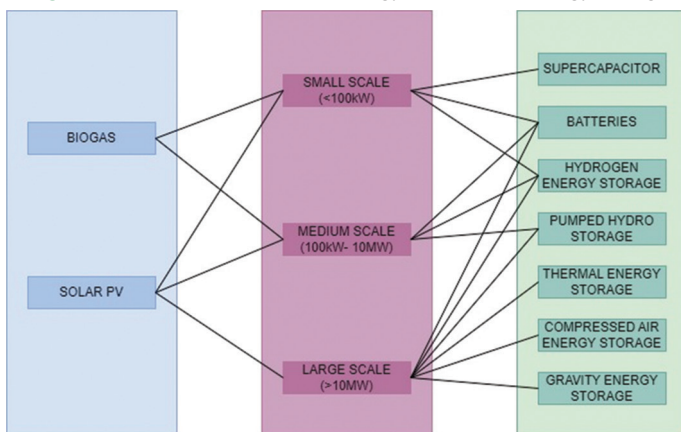 BIOGAS
SOLAR PV
SMALL SCALE
(<100kW)
MEDIUM SCALE
(100kW- 10MW)
LARGE SCALE
(>10MW)
SUPERCAPACITOR
BATTERIES
HYDROGEN
ENERGY STORAGE
PUMPED HYDRO
STORAGE
THERMAL ENERGY
STORAGE
COMPRESSED AIR
ENERGY STORAGE
GRAVITY ENERGY
STORAGE